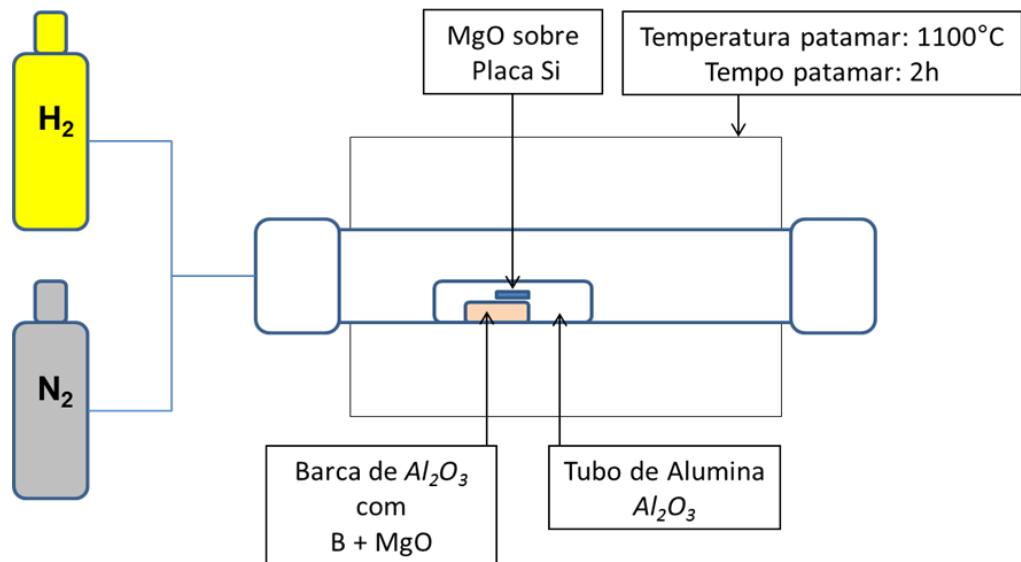 H₂
N₂
MgO sobre
Placa Si
Temperatura patamar: 1100°C
Tempo patamar: 2h
Barca de Al₂O₃
com
B + MgO
Tubo de Alumina
Al₂O₃